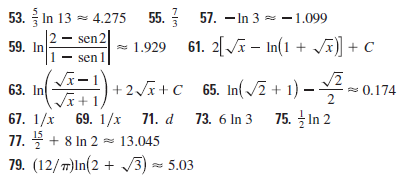 53. 5/3 ln 13 ≈ 4.275 55. 7/3 57. −ln 3 ≈ −1.099
59. ln|(2 − sen 2)/(1 − sen 1)| ≈ 1.929 61. 2[√x − ln(1 + √x)] + C
63. ln((√x − 1)/(√x + 1)) + 2√x + C 65. ln(√2 + 1) − √2/2 ≈ 0.174
67. 1/x 69. 1/x 71. d 73. 6 ln 3 75. 1/2 ln 2
77. 15/2 + 8 ln 2 ≈ 13.045
79. (12/π)ln(2 + √3) ≈ 5.03